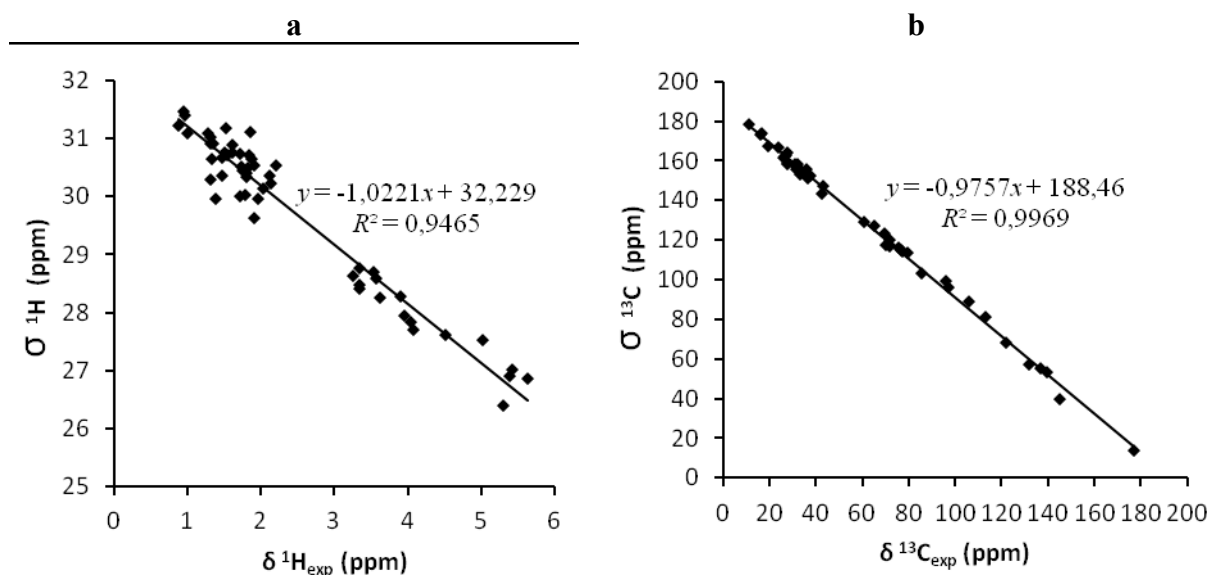 a
32
31
30
29
28
27
26
25
σ ¹H (ppm)
y = -1,0221x + 32,229
R² = 0,9465
0 1 2 3 4 5 6
δ ¹H_exp (ppm)
b
200
180
160
140
120
100
80
60
40
20
0
σ ¹³C (ppm)
y = -0,9757x + 188,46
R² = 0,9969
0 20 40 60 80 100 120 140 160 180 200
δ ¹³C_exp (ppm)